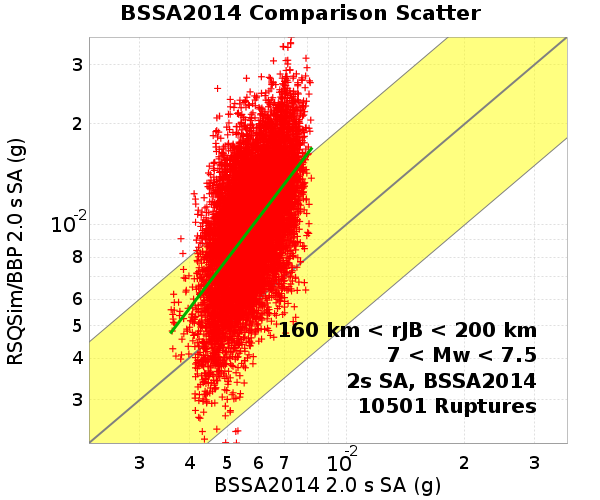 BSSA2014 Comparison Scatter
RSQSim/BBP 2.0 s SA (g)
3
2
10-2
8
6
5
4
3
160 km < rJB < 200 km
7 < Mw < 7.5
2s SA, BSSA2014
10501 Ruptures
3 4 5 6 7 10-2 2 3
BSSA2014 2.0 s SA (g)